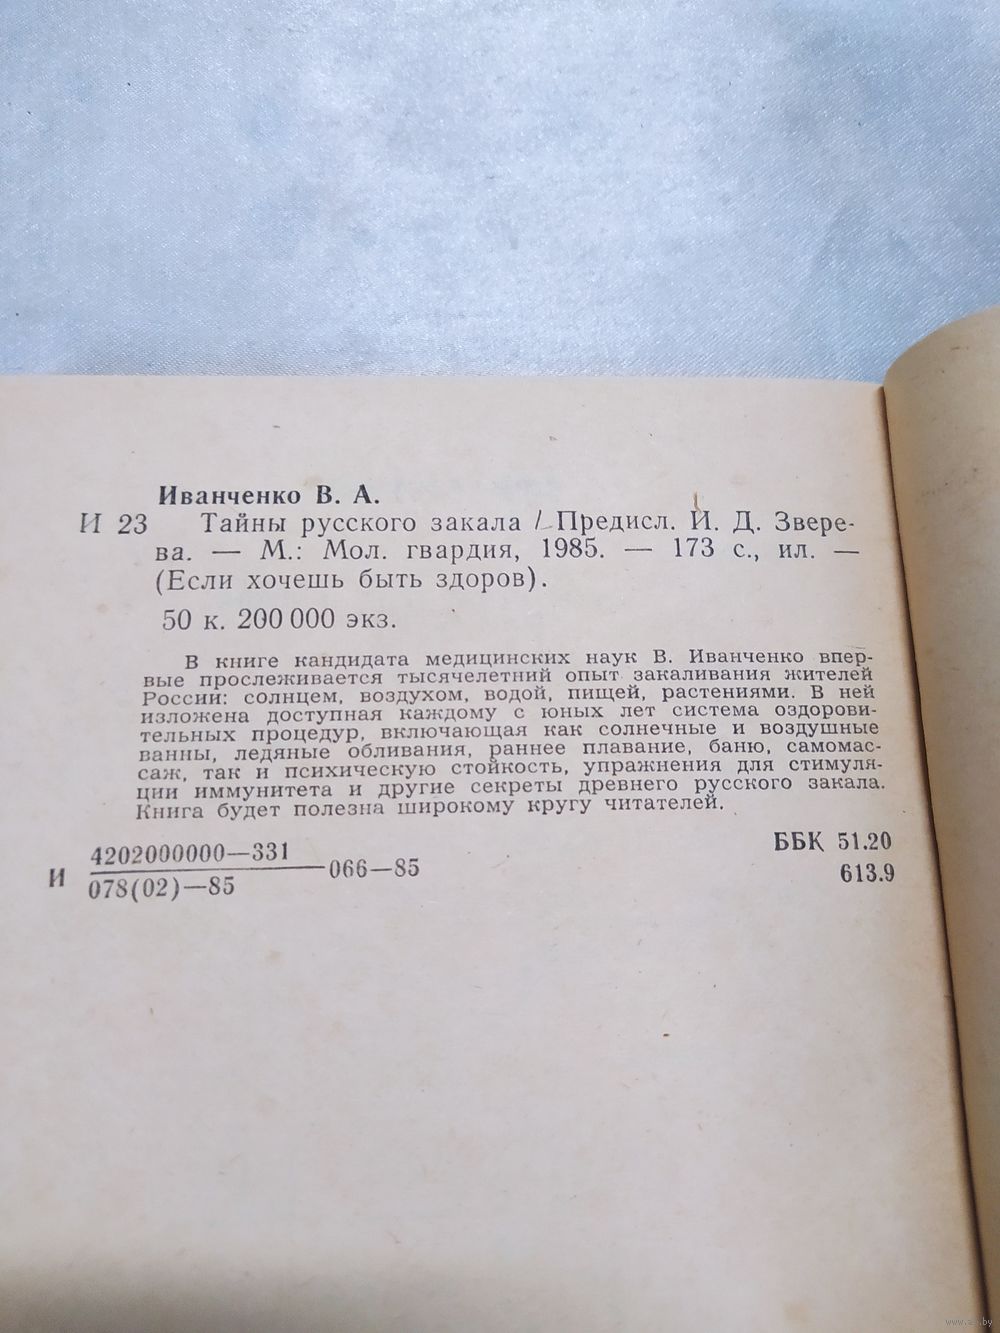 Иванченко В. А.
И 23 Тайны русского закала / Предисл. И. Д. Звере-
ва. — М.: Мол. гвардия, 1985. — 173 с., ил. —
(Если хочешь быть здоров).
50 к. 200 000 экз.
В книге кандидата медицинских наук В. Иванченко впер-
вые прослеживается тысячелетний опыт закаливания жителей
России: солнцем, воздухом, водой, пищей, растениями. В ней
изложена доступная каждому с юных лет система оздорови-
тельных процедур, включающая как солнечные и воздушные
ванны, ледяные обливания, раннее плавание, баню, самомас-
саж, так и психическую стойкость, упражнения для стимуля-
ции иммунитета и другие секреты древнего русского закала.
Книга будет полезна широкому кругу читателей.
4202000000—331
И 078(02)—85 —066—85
ББК 51.20
613.9